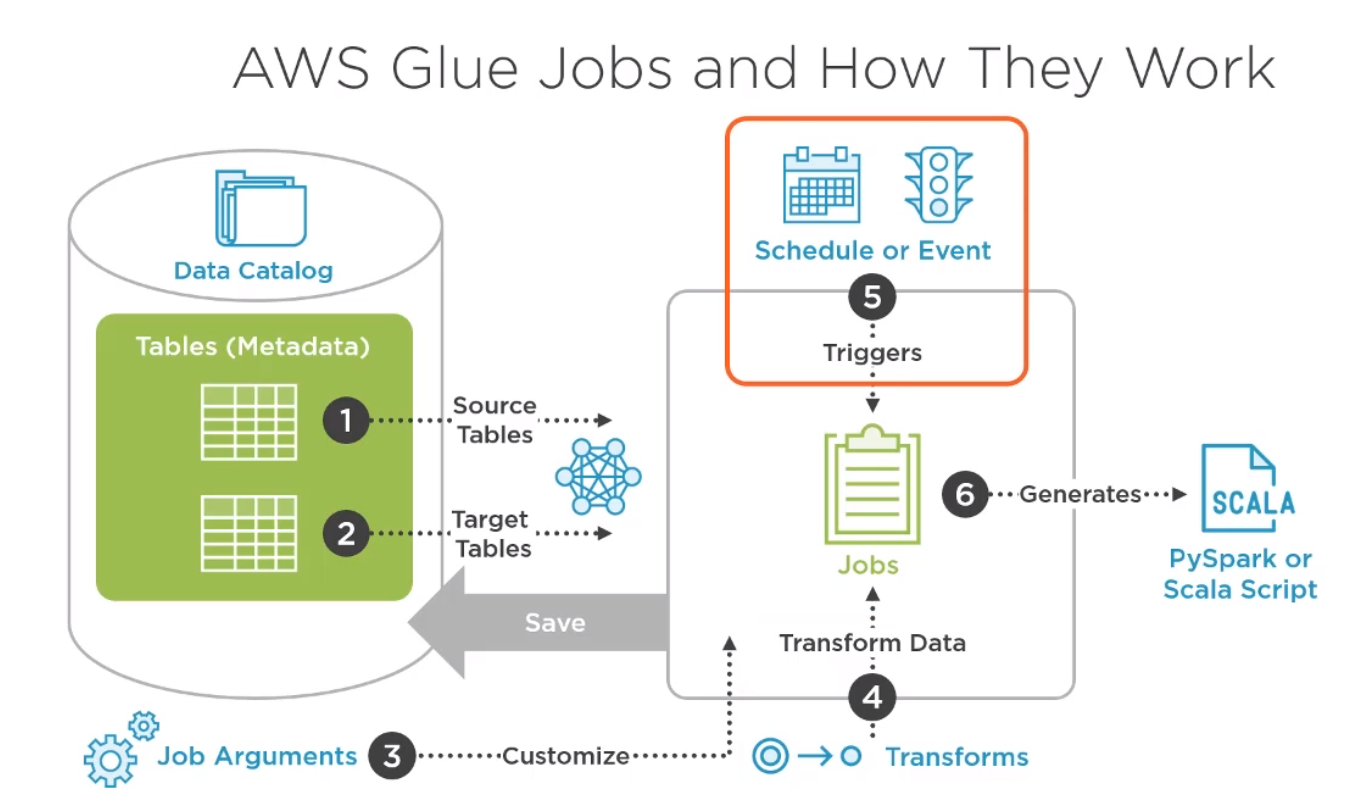 AWS Glue Jobs and How They Work
Data Catalog
Tables (Metadata)
1
Source
Tables
2
Target
Tables
Save
Job Arguments
3
Customize
Schedule or Event
5
Triggers
Jobs
Transform Data
4
Transforms
6
Generates
SCALA
PySpark or
Scala Script